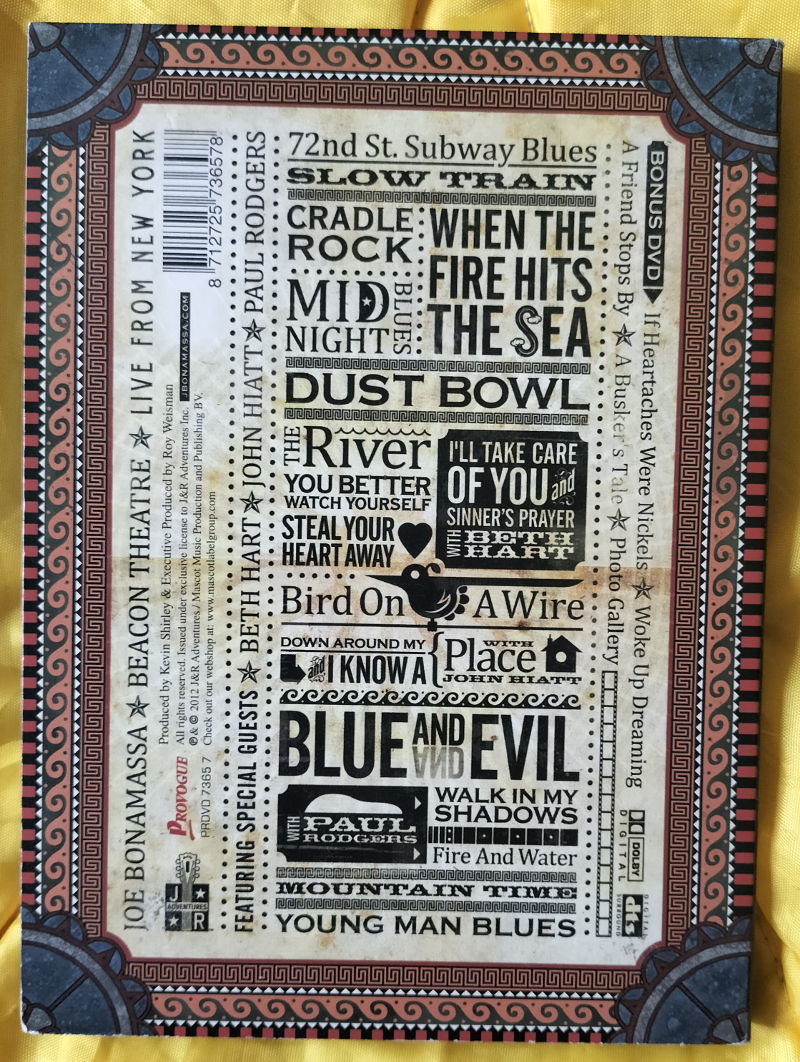 JOE BONAMASSA ★ BEACON THEATRE ★ LIVE FROM NEW YORK
Produced by Kevin Shirley & Executive Produced by Roy Weisman
All rights reserved. Issued under exclusive license to J&R Adventures Inc. JBONAMASSA.COM
℗ & © 2012 J&R Adventures / Mascot Music Production and Publishing B.V.
Check out our webshop at: www.mascotlabelgroup.com
PROVOGUE
PRDVD 7365 7
J R
ADVENTURES
8 712725 736578
FEATURING SPECIAL GUESTS ★ BETH HART ★ JOHN HIATT ★ PAUL RODGERS
72nd St. Subway Blues
SLOW TRAIN
CRADLE
ROCK
MID
NIGHT
BLUES
WHEN THE
FIRE HITS
THE SEA
DUST BOWL
THE River
YOU BETTER
WATCH YOURSELF
STEAL YOUR
HEART AWAY
I'LL TAKE CARE
OF YOU and
SINNER'S PRAYER
WITH BETH
HART
Bird On A Wire
DOWN AROUND MY
and I KNOW A
Place
WITH
JOHN HIATT
BLUE AND EVIL
AND
WITH PAUL
RODGERS
WALK IN MY
SHADOWS
Fire And Water
MOUNTAIN TIME
YOUNG MAN BLUES
BONUS DVD
If Heartaches Were Nickels ★ Woke Up Dreaming
A Friend Stops By ★ A Busker's Tale ★ Photo Gallery
DOLBY
DIGITAL
dts
DIGITAL
SURROUND